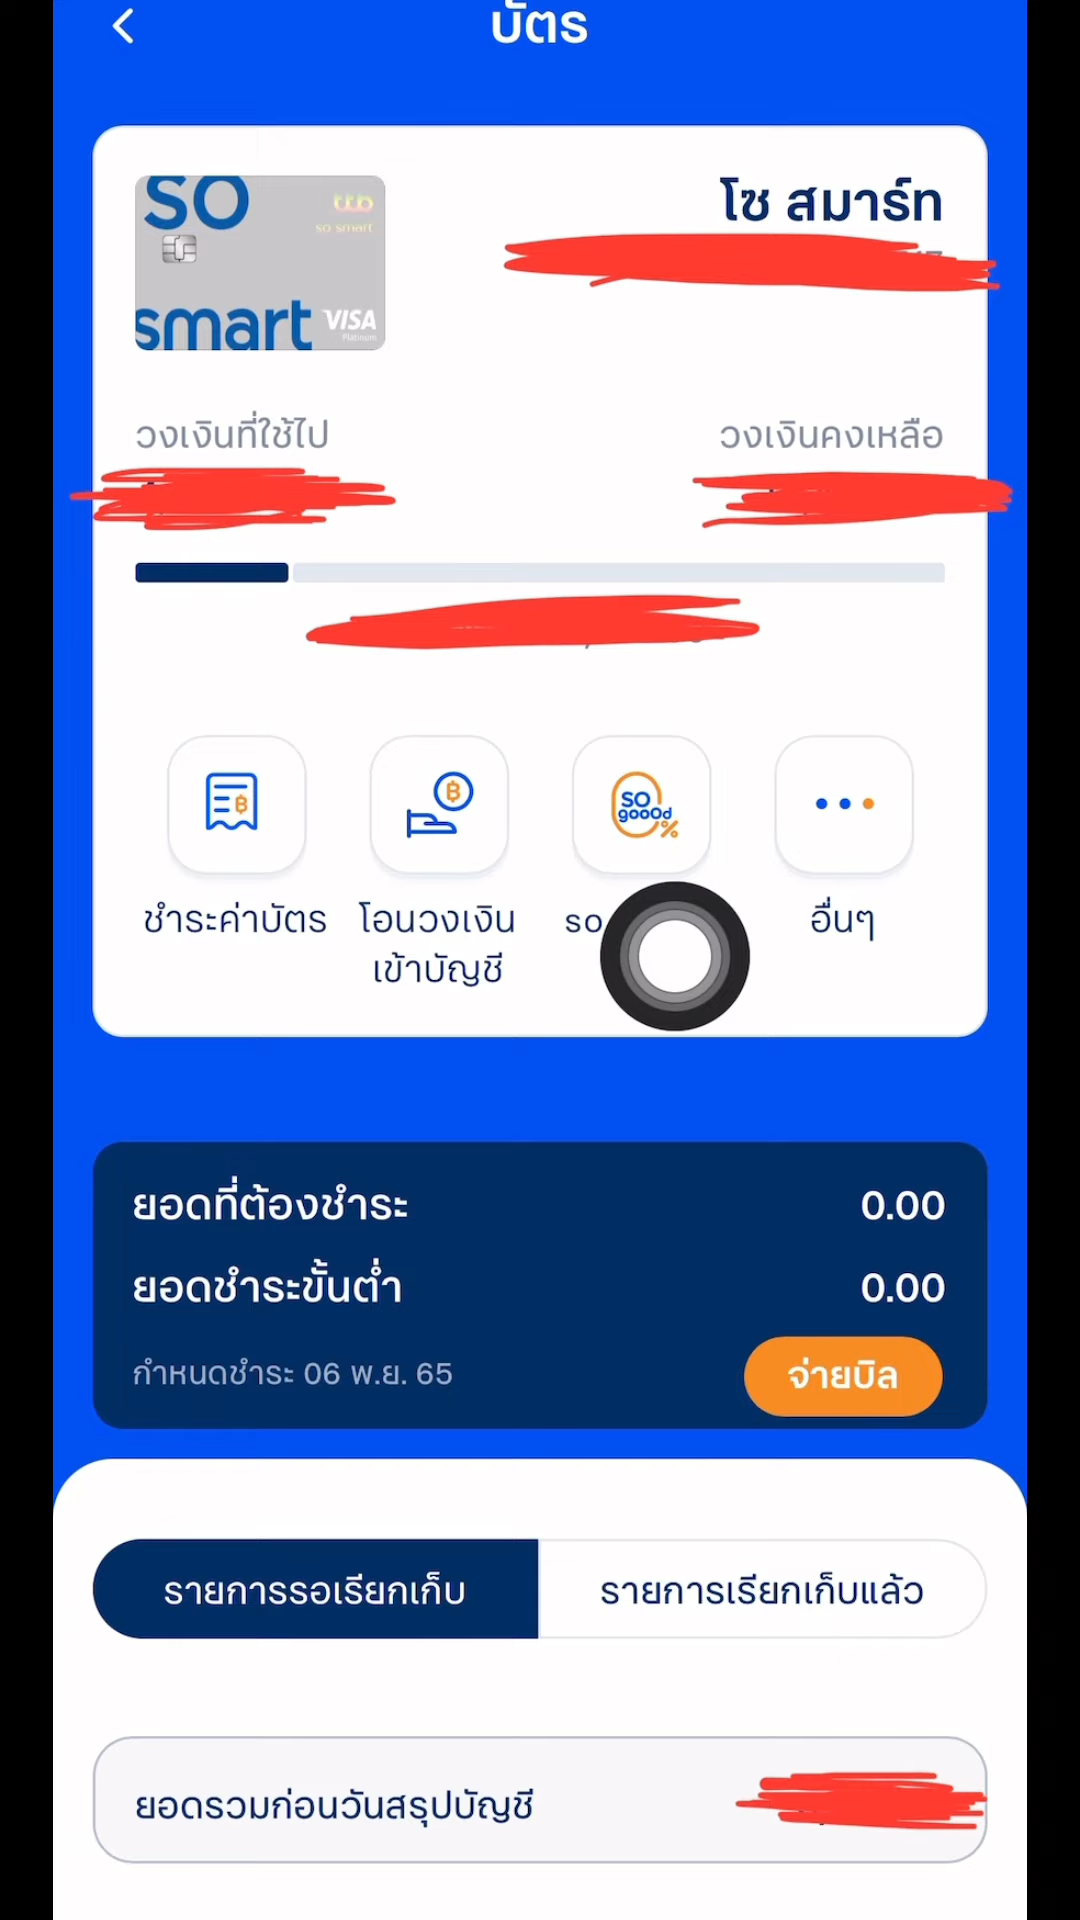 บัตร
so
ttb
so smart
smart
VISA
Platinum
โซ สมาร์ท
วงเงินที่ใช้ไป
วงเงินคงเหลือ
SO
goood
%
ชำระค่าบัตร
โอนวงเงิน
เข้าบัญชี
so
อื่นๆ
ยอดที่ต้องชำระ
0.00
ยอดชำระขั้นต่ำ
0.00
กำหนดชำระ 06 พ.ย. 65
จ่ายบิล
รายการรอเรียกเก็บ
รายการเรียกเก็บแล้ว
ยอดรวมก่อนวันสรุปบัญชี